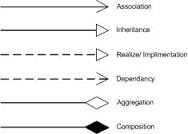 Association
Inheritance
Realize/ Implimentation
Dependancy
Aggregation
Composition